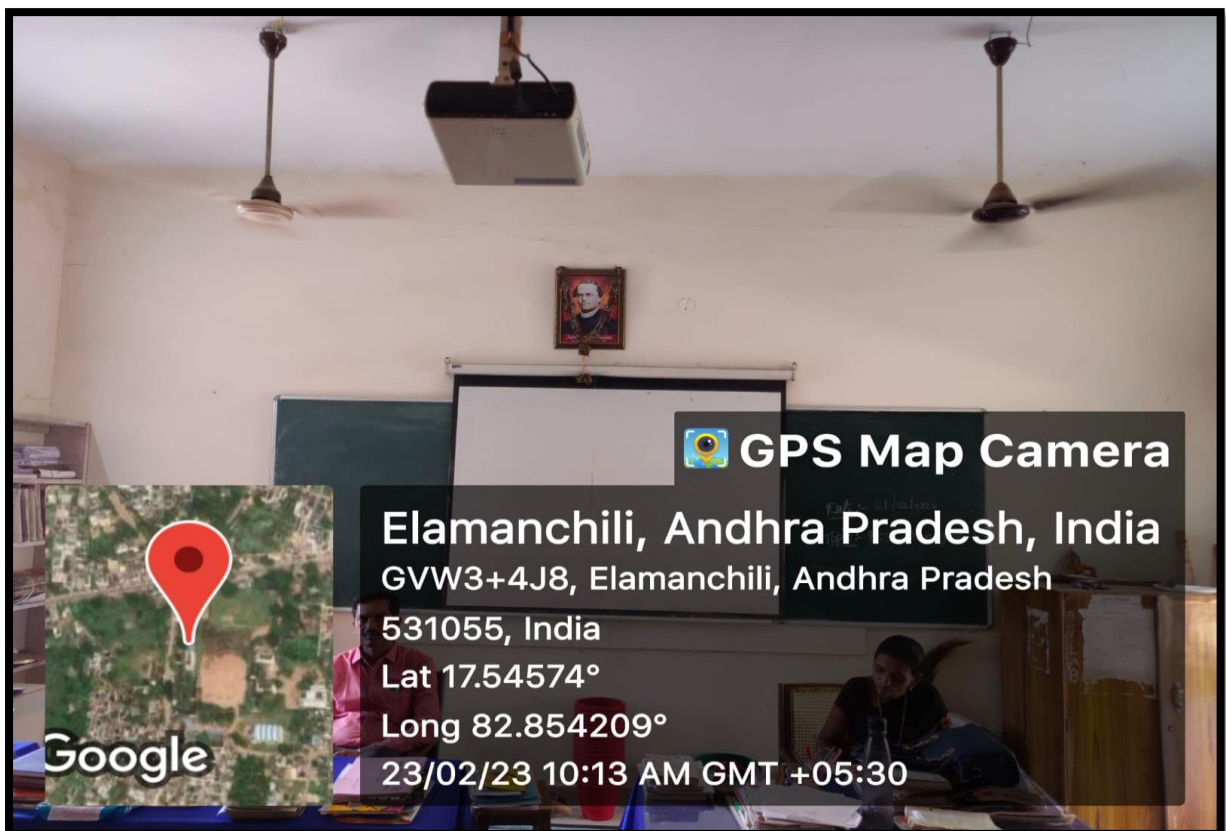 GPS Map Camera
Elamanchili, Andhra Pradesh, India
GVW3+4J8, Elamanchili, Andhra Pradesh
531055, India
Lat 17.54574°
Long 82.854209°
23/02/23 10:13 AM GMT +05:30
Google